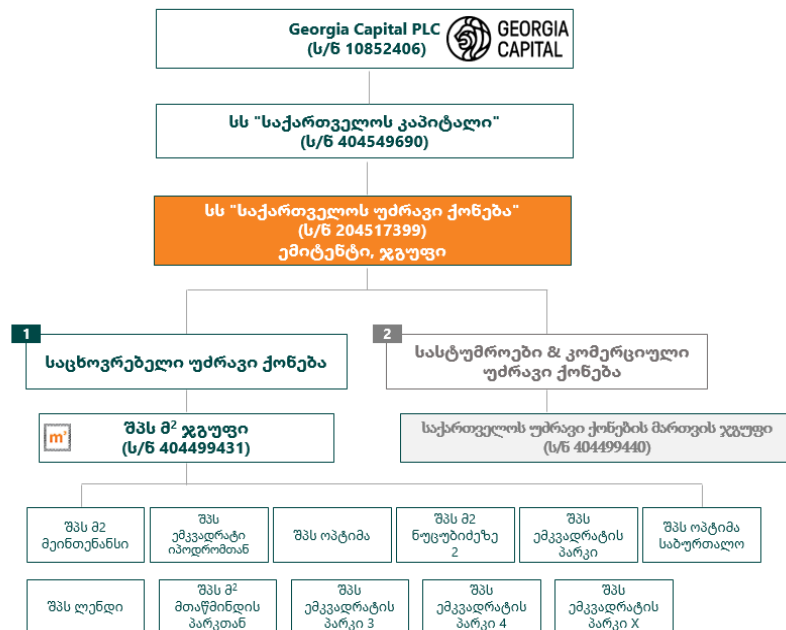 Georgia Capital PLC
(ს/ნ 10852406)
GEORGIA
CAPITAL
სს "საქართველოს კაპიტალი"
(ს/ნ 404549690)
სს "საქართველოს უძრავი ქონება"
(ს/ნ 204517399)
ემიტენტი, ჯგუფი
1
საცხოვრებელი უძრავი ქონება
2
სასტუმროები & კომერციული
უძრავი ქონება
m²
შპს მ² ჯგუფი
(ს/ნ 404499431)
საქართველოს უძრავი ქონების მართვის ჯგუფი
(ს/ნ 404499440)
შპს მ2
მეინთენანსი
შპს
ემკვადრატი
იპოდრომთან
შპს ოპტიმა
შპს მ2
ნუცუბიძეზე
2
შპს
ემკვადრატის
პარკი
შპს ოპტიმა
საბურთალო
შპს ლენდი
შპს მ²
მთაწმინდის
პარკთან
შპს
ემკვადრატის
პარკი 3
შპს
ემკვადრატის
პარკი 4
შპს
ემკვადრატის
პარკი X